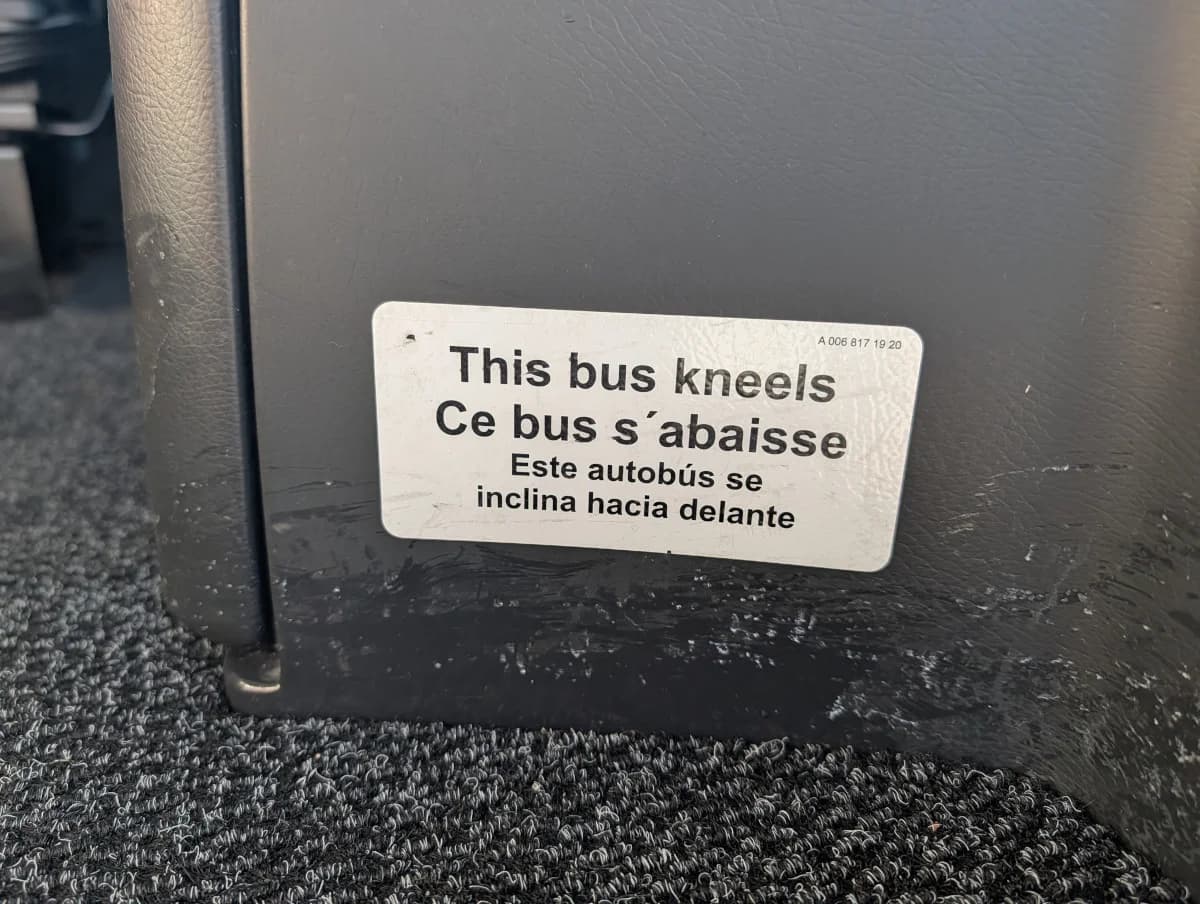 A 006 817 19 20
This bus kneels
Ce bus s´abaisse
Este autobús se
inclina hacia delante